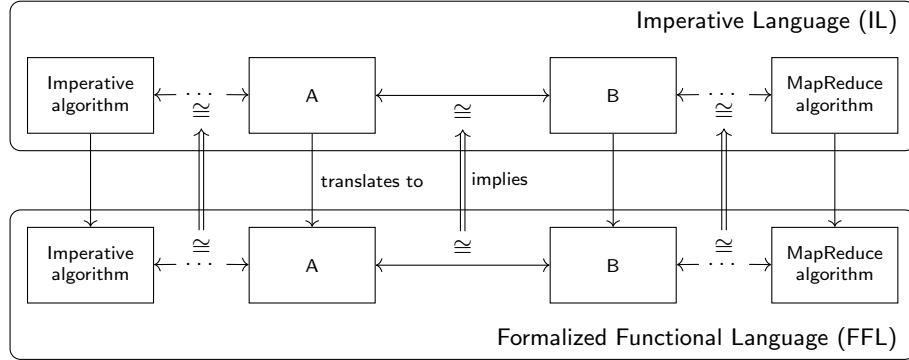 Imperative Language (IL)
Imperative
algorithm
⋯
≅
A
≅
B
⋯
≅
MapReduce
algorithm
translates to
implies
Imperative
algorithm
≅
⋯
A
≅
B
≅
⋯
MapReduce
algorithm
Formalized Functional Language (FFL)